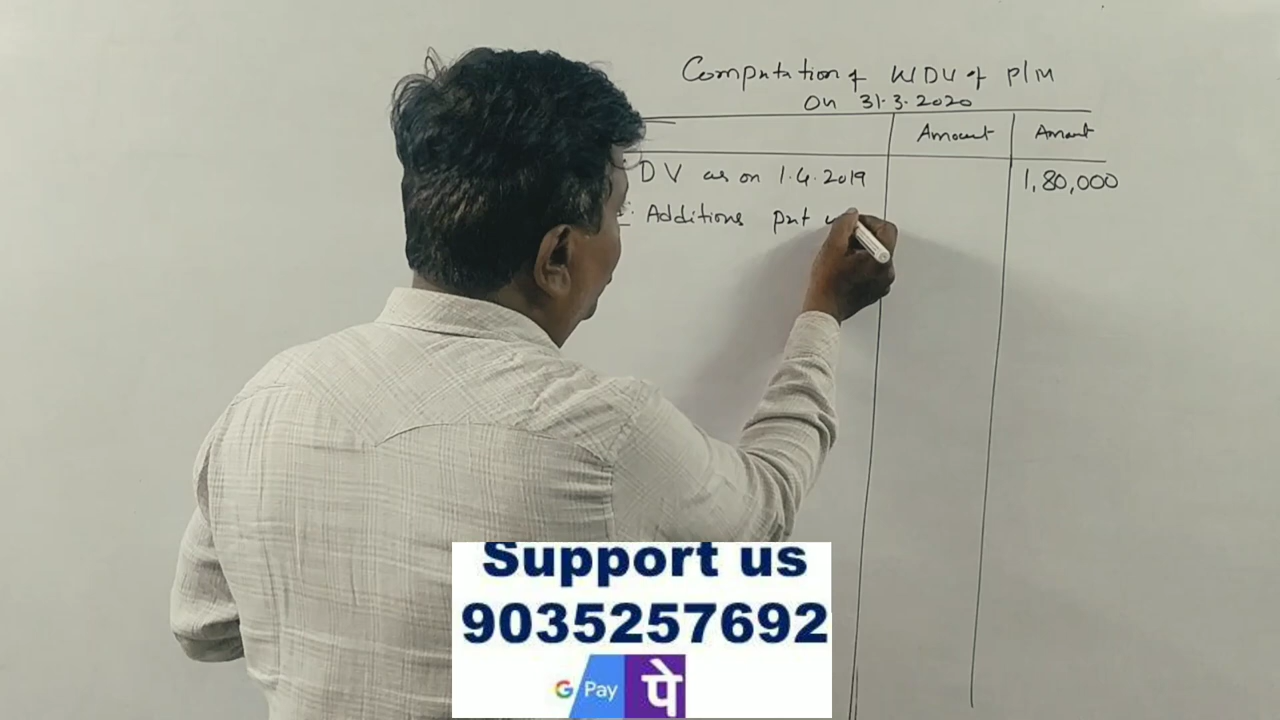 Computation of WDV of P/M
On 31.3.2020
Amount Amount
DV as on 1.4.2019 1,80,000
Additions put
Support us
9035257692
G Pay पे